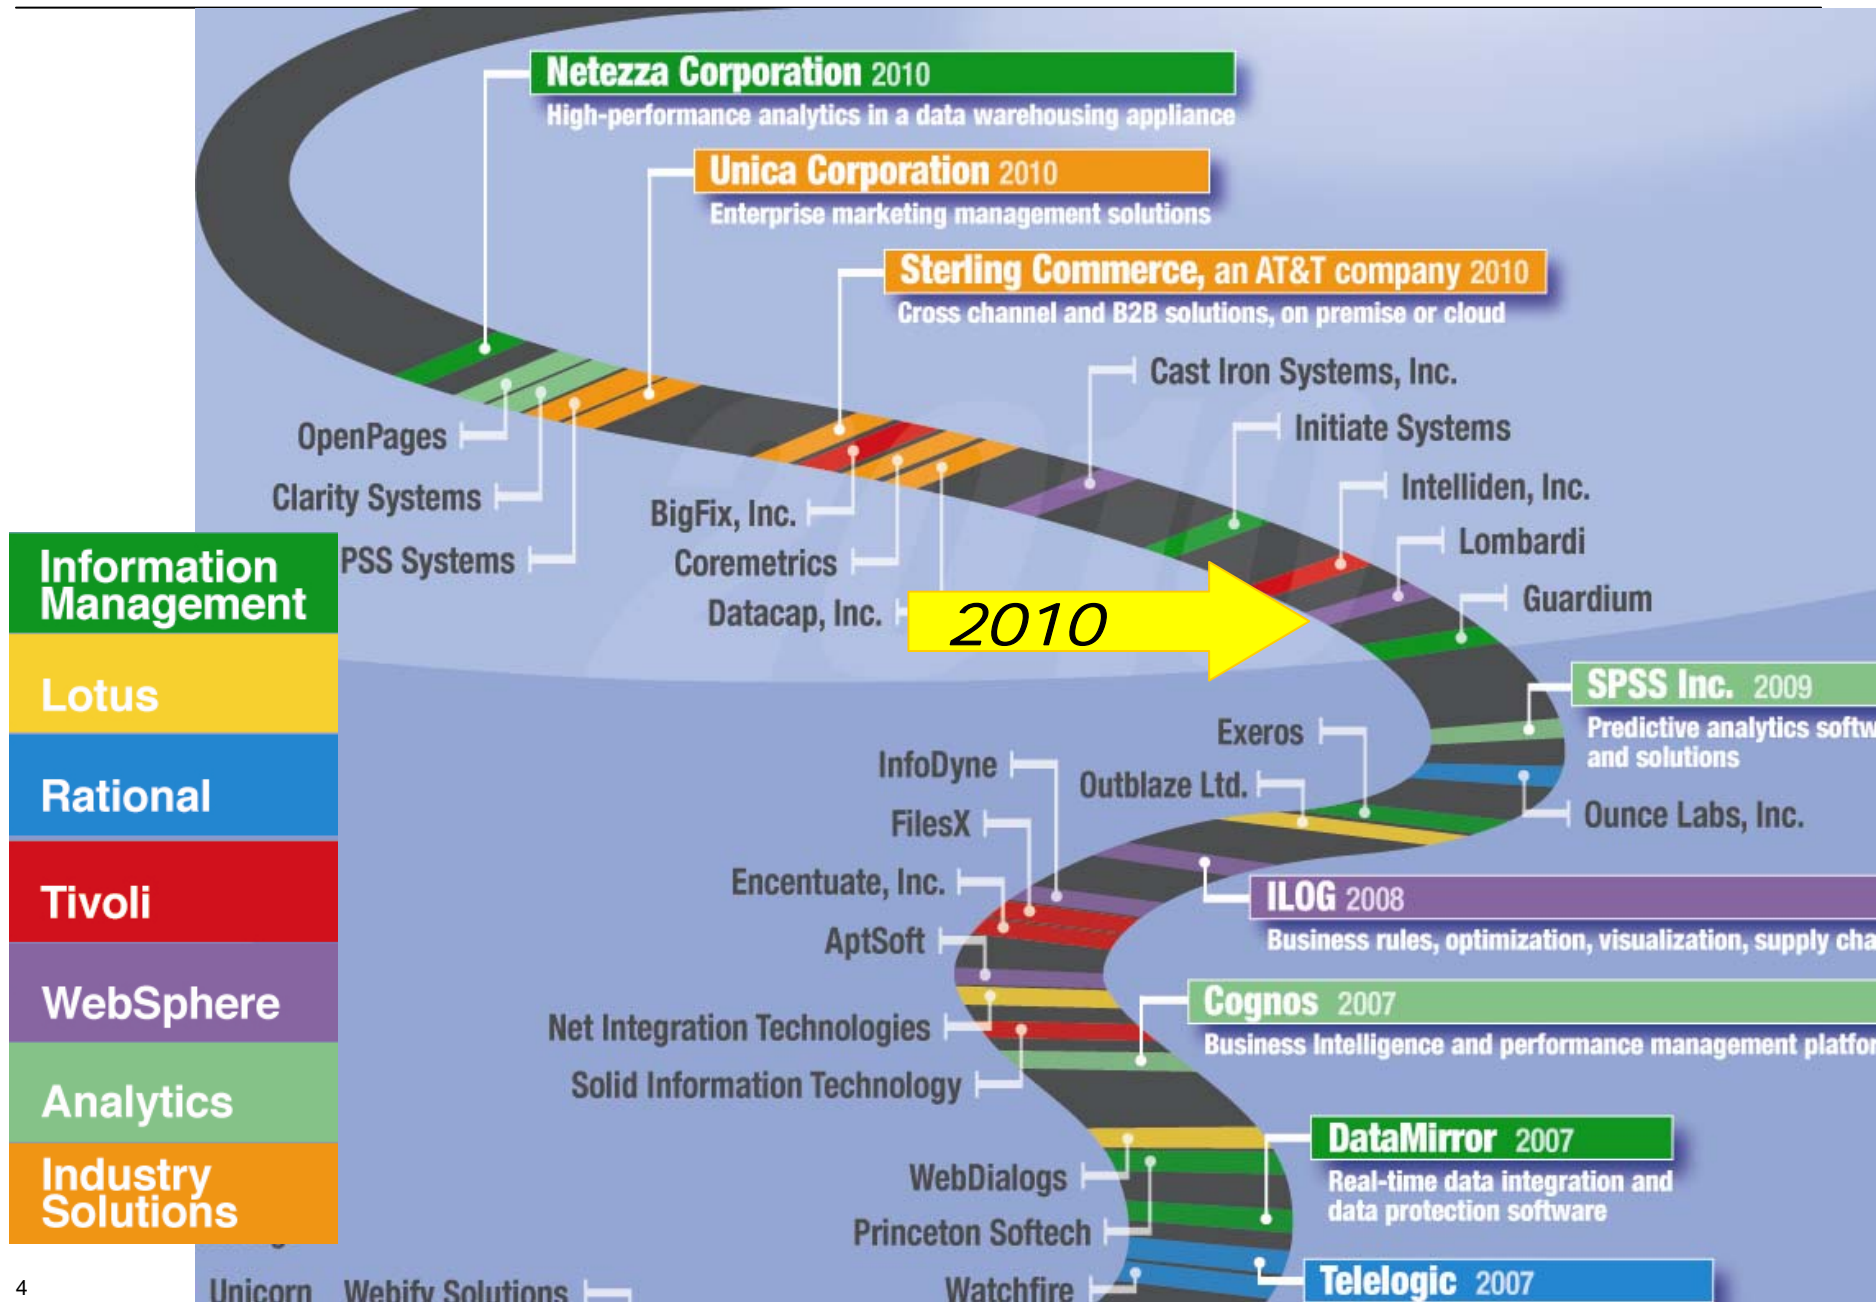 Netezza Corporation 2010
High-performance analytics in a data warehousing appliance
Unica Corporation 2010
Enterprise marketing management solutions
Sterling Commerce, an AT&T company 2010
Cross channel and B2B solutions, on premise or cloud
Cast Iron Systems, Inc.
Initiate Systems
Intelliden, Inc.
Lombardi
Guardium
OpenPages
Clarity Systems
PSS Systems
BigFix, Inc.
Coremetrics
Datacap, Inc.
2010
2010
Information
Management
Lotus
Rational
Tivoli
WebSphere
Analytics
Industry
Solutions
SPSS Inc. 2009
Predictive analytics softw
and solutions
Exeros
InfoDyne
Outblaze Ltd.
Ounce Labs, Inc.
FilesX
Encentuate, Inc.
ILOG 2008
Business rules, optimization, visualization, supply cha
AptSoft
Cognos 2007
Business Intelligence and performance management platfor
Net Integration Technologies
Solid Information Technology
DataMirror 2007
Real-time data integration and
data protection software
WebDialogs
Princeton Softech
Telelogic 2007
Watchfire
Unicorn
Webify Solutions
4